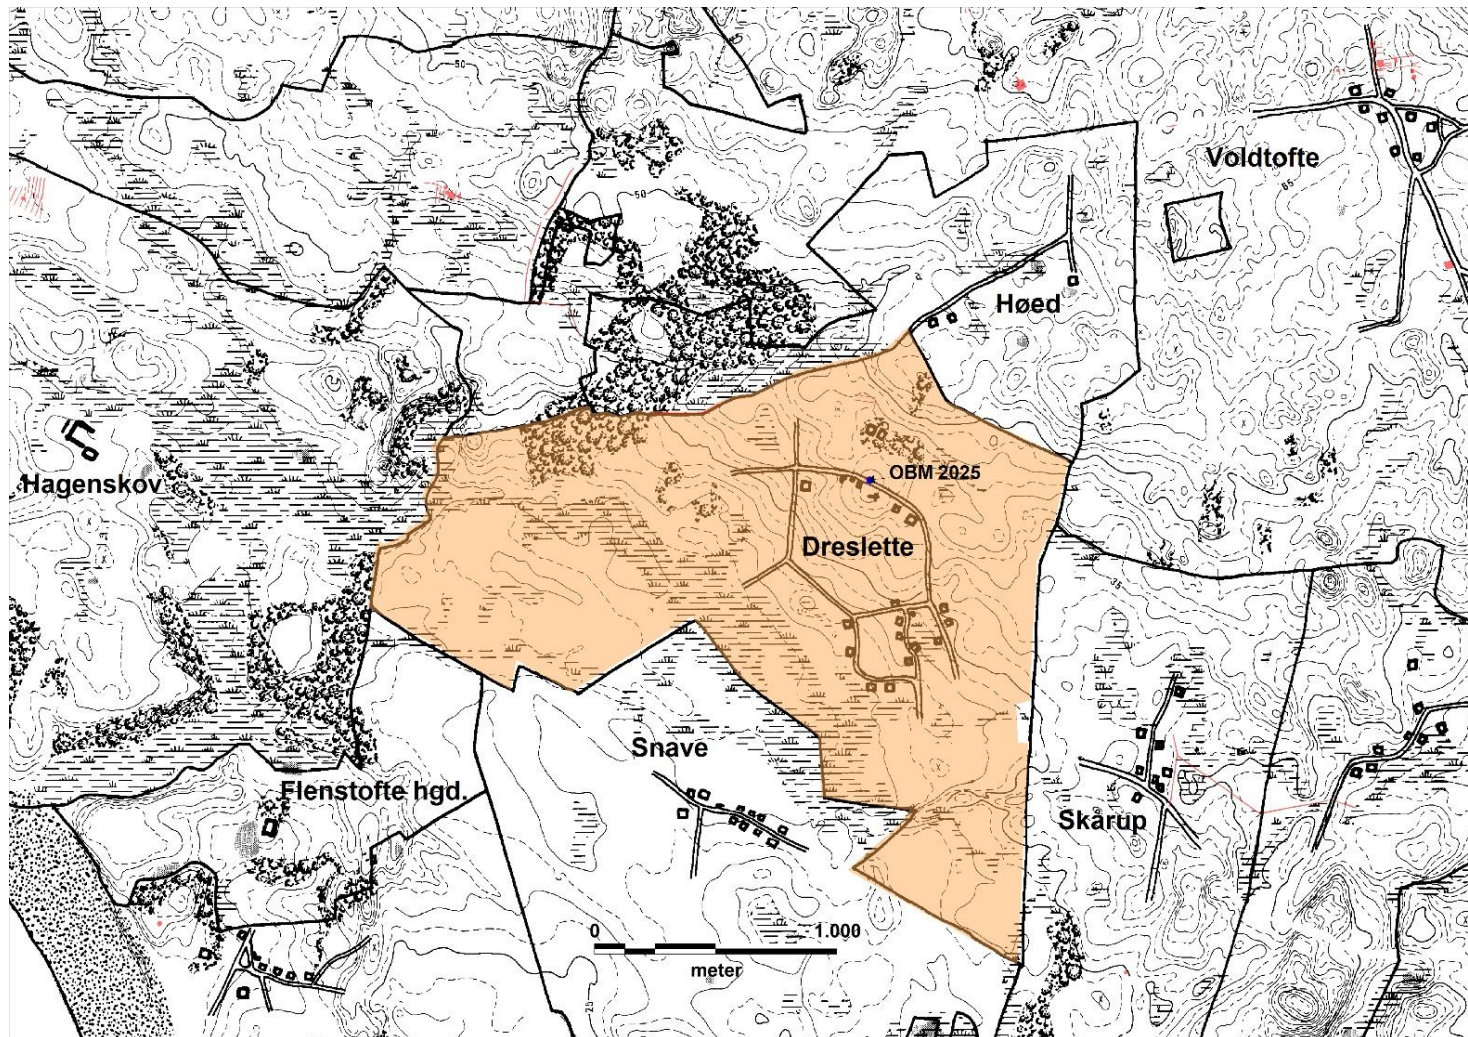 50
50
Voldtofte
65
Høed
Hagenskov
OBM 2025
Dreslette
35
Snave
Flenstofte hgd.
Skårup
0 1.000
meter
25